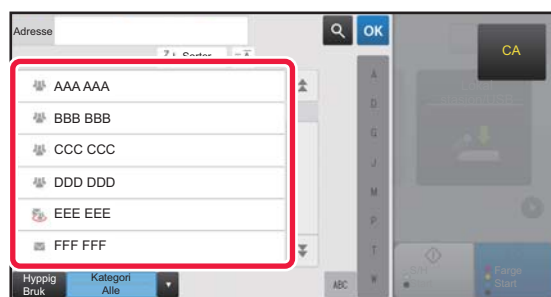 Adresse
OK
CA
Z↓ Sorter
A
D
G
J
M
P
T
W
AAA AAA
BBB BBB
CCC CCC
DDD DDD
EEE EEE
FFF FFF
Hyppig
Bruk
Kategori
Alle
ABC
Farge
Start